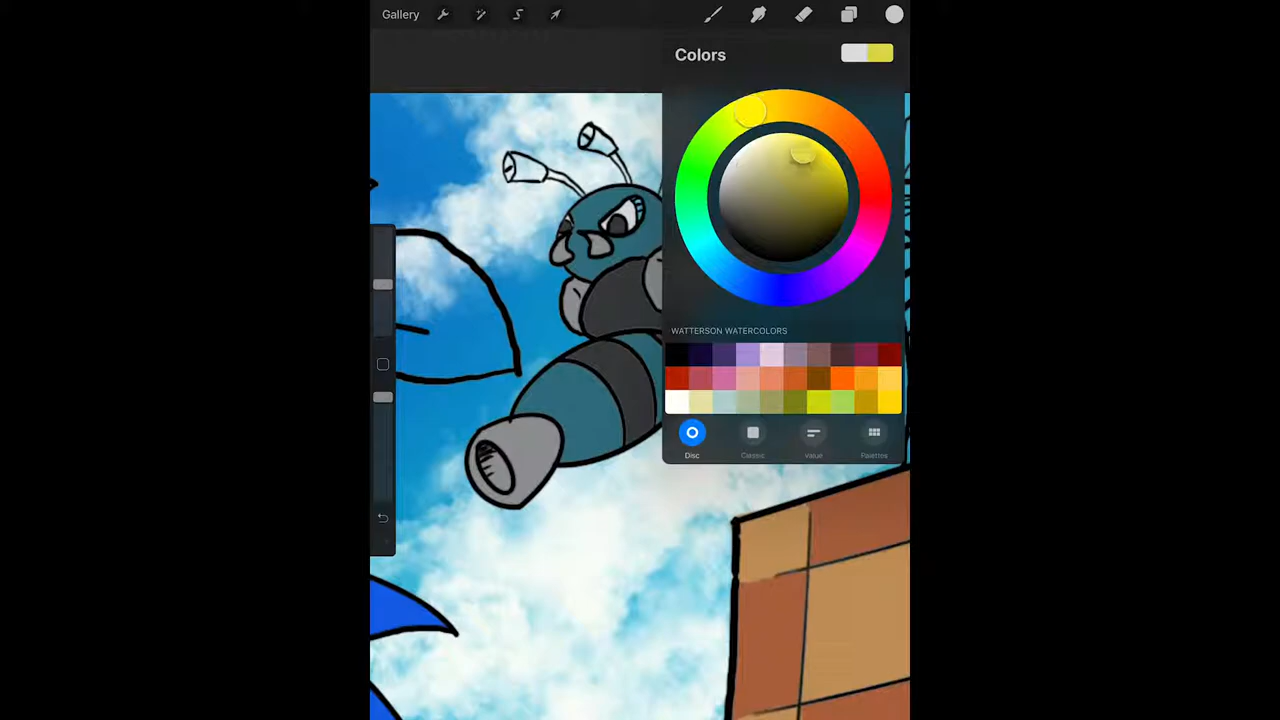 Gallery
Colors
WATTERSON WATERCOLORS
Disc
Classic
Value
Palettes